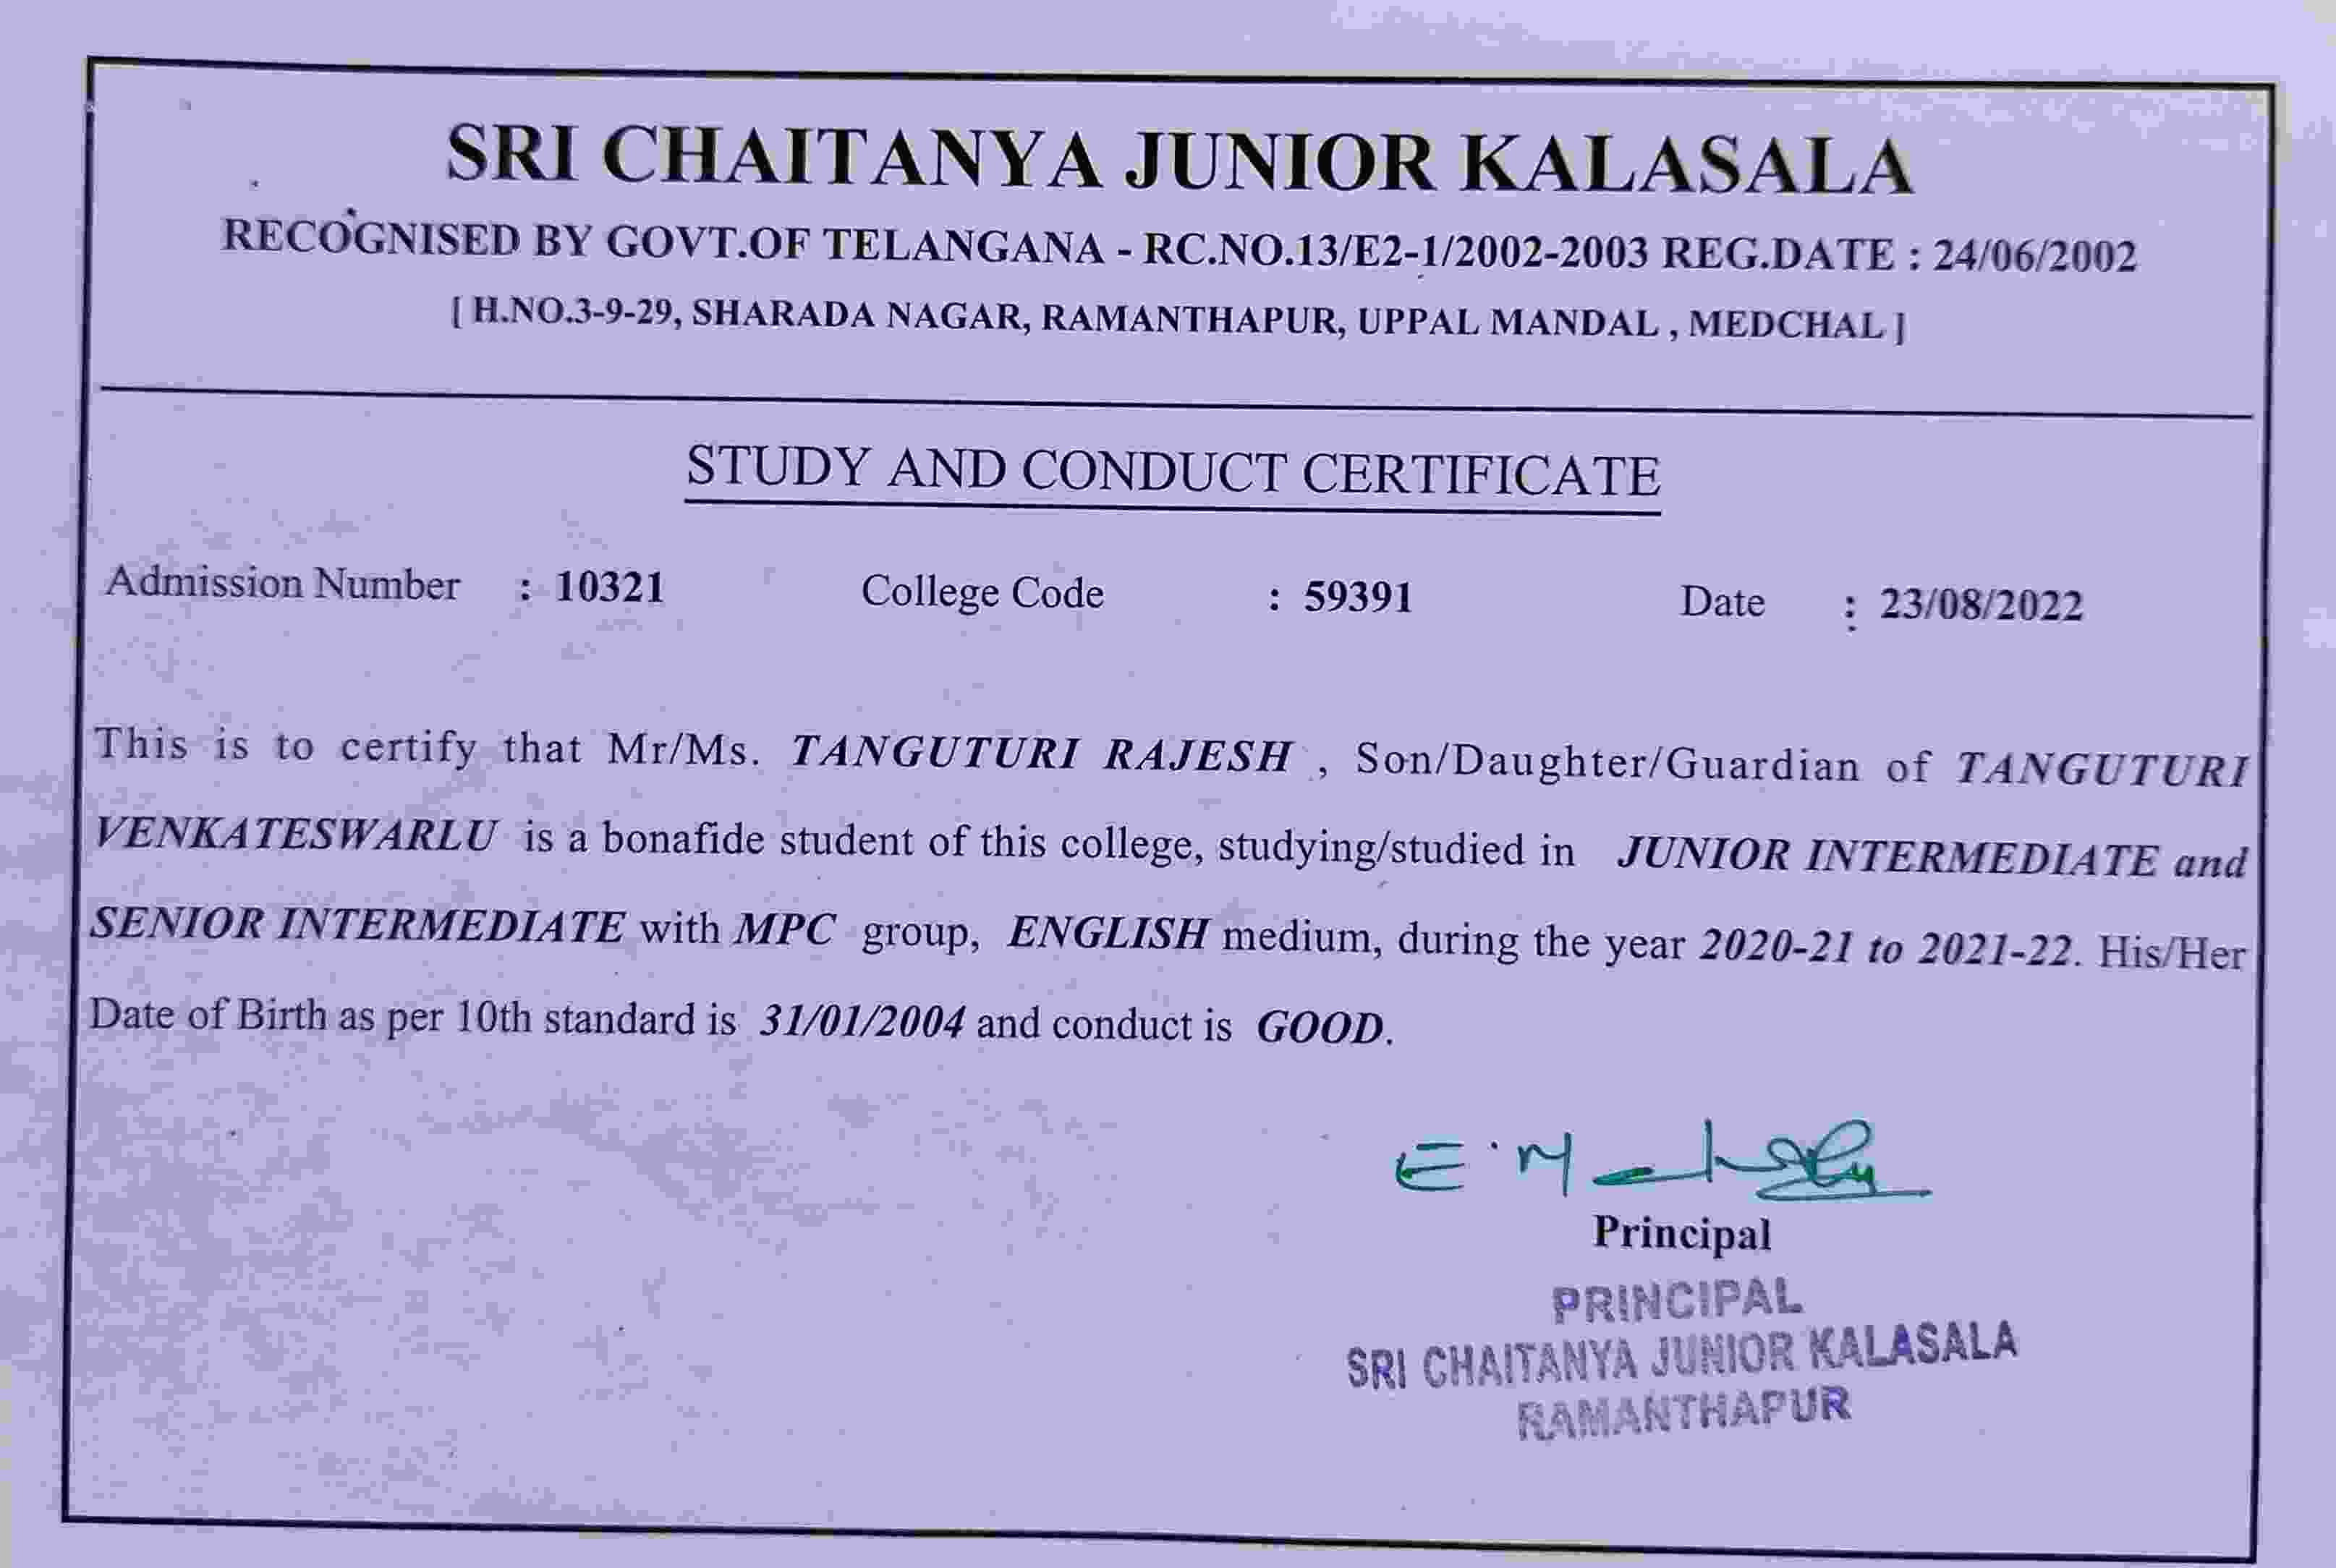 SRI CHAITANYA JUNIOR KALASALA
RECOGNISED BY GOVT.OF TELANGANA - RC.NO.13/E2-1/2002-2003 REG.DATE : 24/06/2002
[ H.NO.3-9-29, SHARADA NAGAR, RAMANTHAPUR, UPPAL MANDAL , MEDCHAL ]
STUDY AND CONDUCT CERTIFICATE
Admission Number : 10321 College Code : 59391 Date : 23/08/2022
This is to certify that Mr/Ms. TANGUTURI RAJESH , Son/Daughter/Guardian of TANGUTURI
VENKATESWARLU is a bonafide student of this college, studying/studied in JUNIOR INTERMEDIATE and
SENIOR INTERMEDIATE with MPC group, ENGLISH medium, during the year 2020-21 to 2021-22. His/Her
Date of Birth as per 10th standard is 31/01/2004 and conduct is GOOD.
Principal
PRINCIPAL
SRI CHAITANYA JUNIOR KALASALA
RAMANTHAPUR